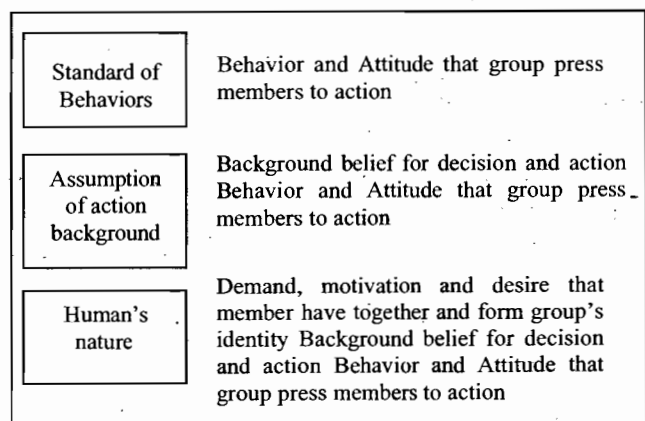 Standard of
Behaviors
Behavior and Attitude that group press
members to action
Assumption
of action
background
Background belief for decision and action
Behavior and Attitude that group press
members to action
Human's
nature
Demand, motivation and desire that
member have together and form group's
identity Background belief for decision
and action Behavior and Attitude that
group press members to action